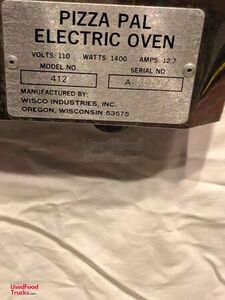 PIZZA PAL
ELECTRIC OVEN
VOLTS: 110 WATTS: 1400 AMPS: 12.7
MODEL NO. SERIAL NO.
412 A-
MANUFACTURED BY:
WISCO INDUSTRIES, INC.
OREGON, WISCONSIN 53575
UsedFood
Trucks.com